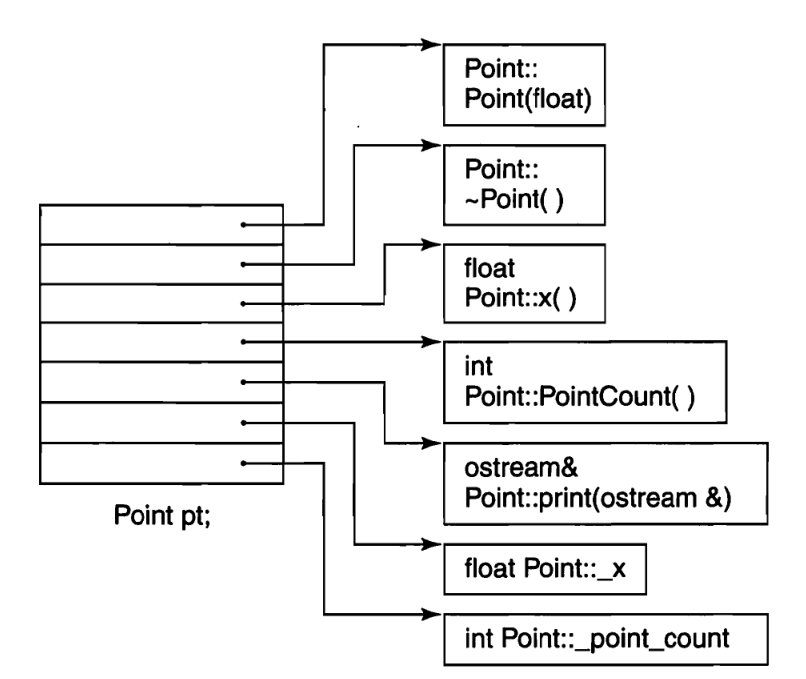 Point::
Point(float)
Point::
~Point( )
float
Point::x( )
int
Point::PointCount( )
ostream&
Point::print(ostream &)
Point pt;
float Point::_x
int Point::_point_count